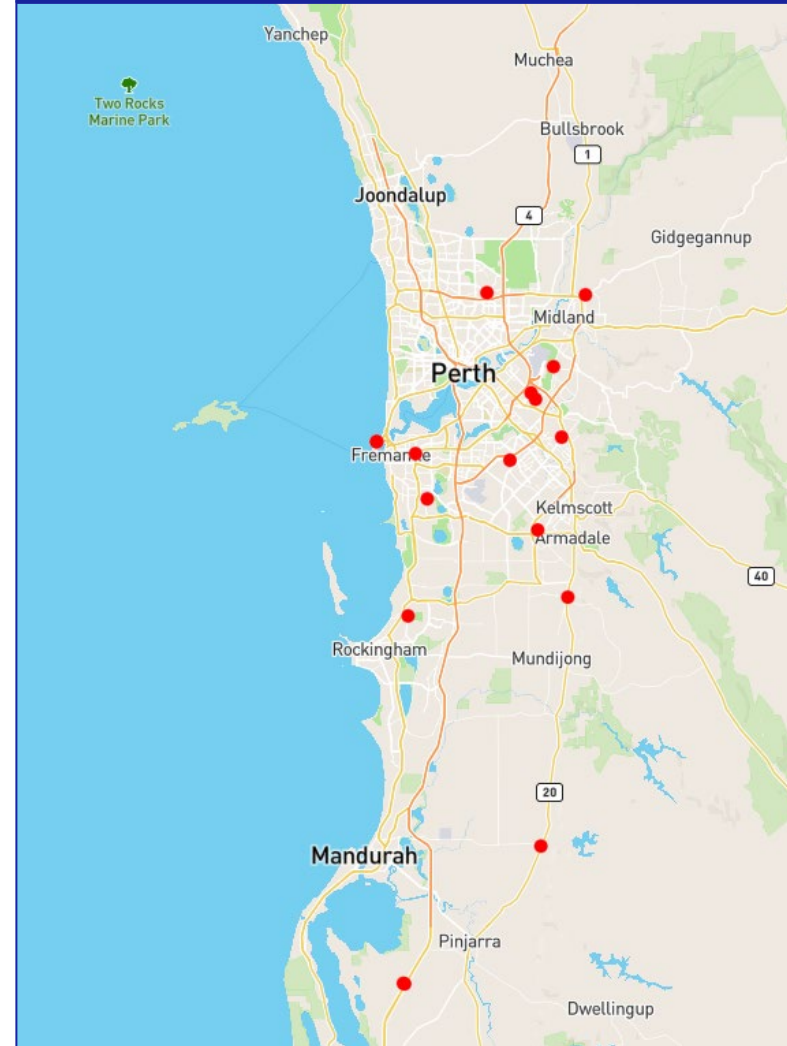 Yanchep
Muchea
Two Rocks
Marine Park
Bullsbrook
1
Joondalup
4
Gidgegannup
Midland
Perth
Fremantle
Kelmscott
Armadale
40
Rockingham
Mundijong
20
Mandurah
Pinjarra
Dwellingup